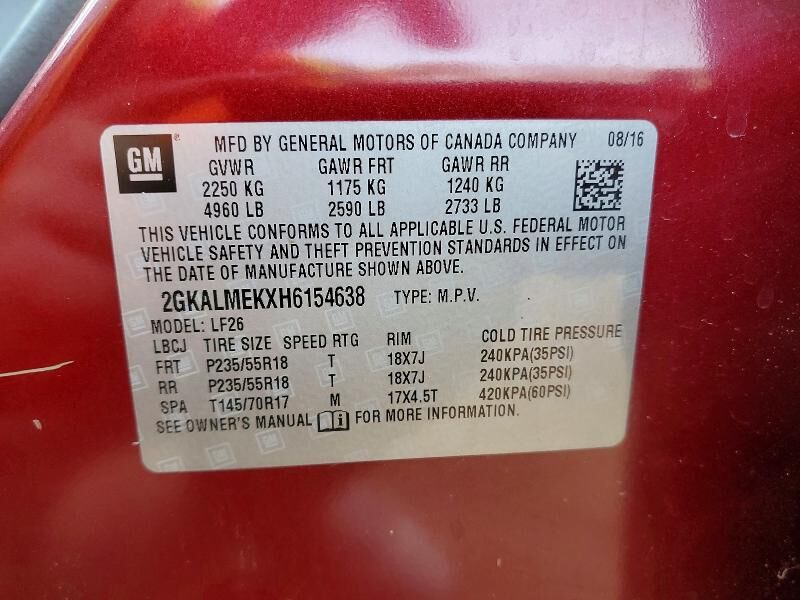 GM ® MFD BY GENERAL MOTORS OF CANADA COMPANY 08/16
GVWR GAWR FRT GAWR RR
2250 KG 1175 KG 1240 KG
4960 LB 2590 LB 2733 LB
THIS VEHICLE CONFORMS TO ALL APPLICABLE U.S. FEDERAL MOTOR
VEHICLE SAFETY AND THEFT PREVENTION STANDARDS IN EFFECT ON
THE DATE OF MANUFACTURE SHOWN ABOVE.
2GKALMEKXH6154638 TYPE: M.P.V.
MODEL: LF26
LBCJ TIRE SIZE SPEED RTG RIM COLD TIRE PRESSURE
FRT P235/55R18 T 18X7J 240KPA(35PSI)
RR P235/55R18 T 18X7J 240KPA(35PSI)
SPA T145/70R17 M 17X4.5T 420KPA(60PSI)
SEE OWNER'S MANUAL i FOR MORE INFORMATION.